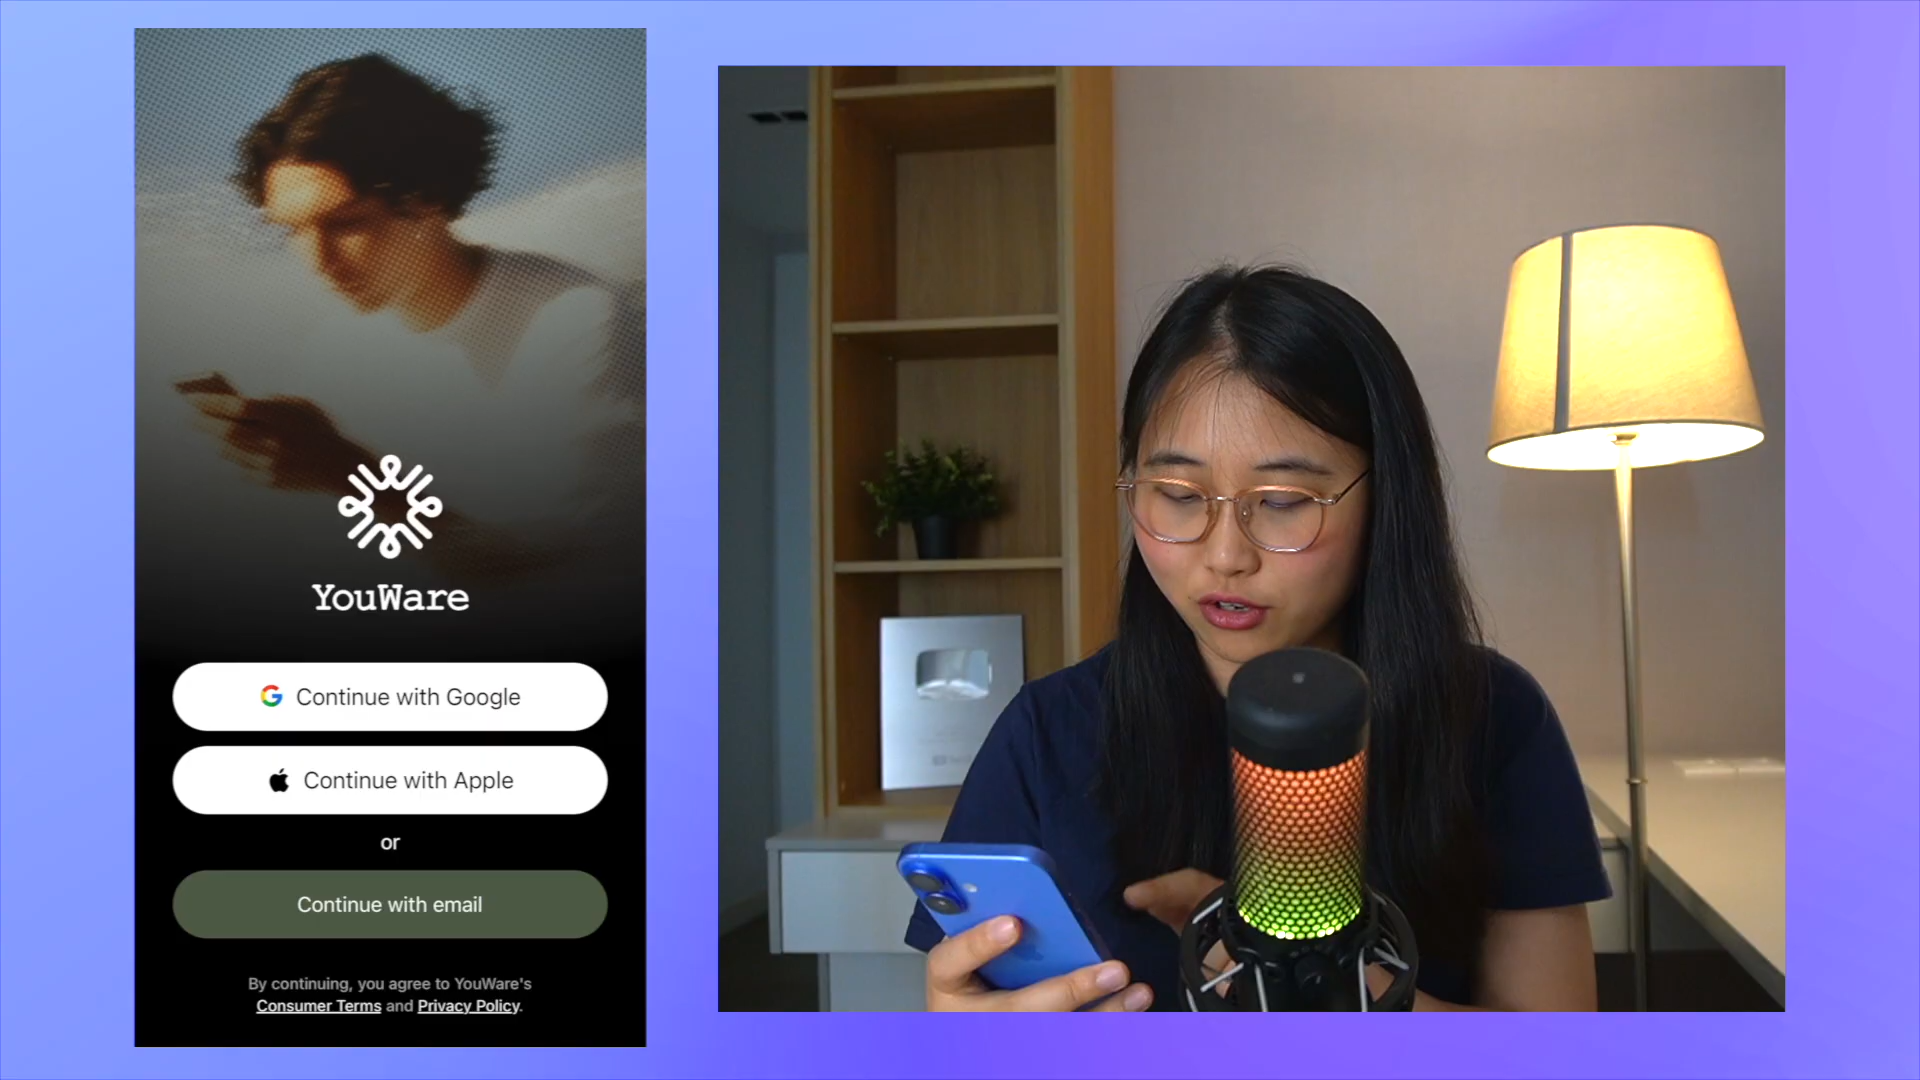 YouWare
Continue with Google
Continue with Apple
or
Continue with email
By continuing, you agree to YouWare's
Consumer Terms and Privacy Policy.